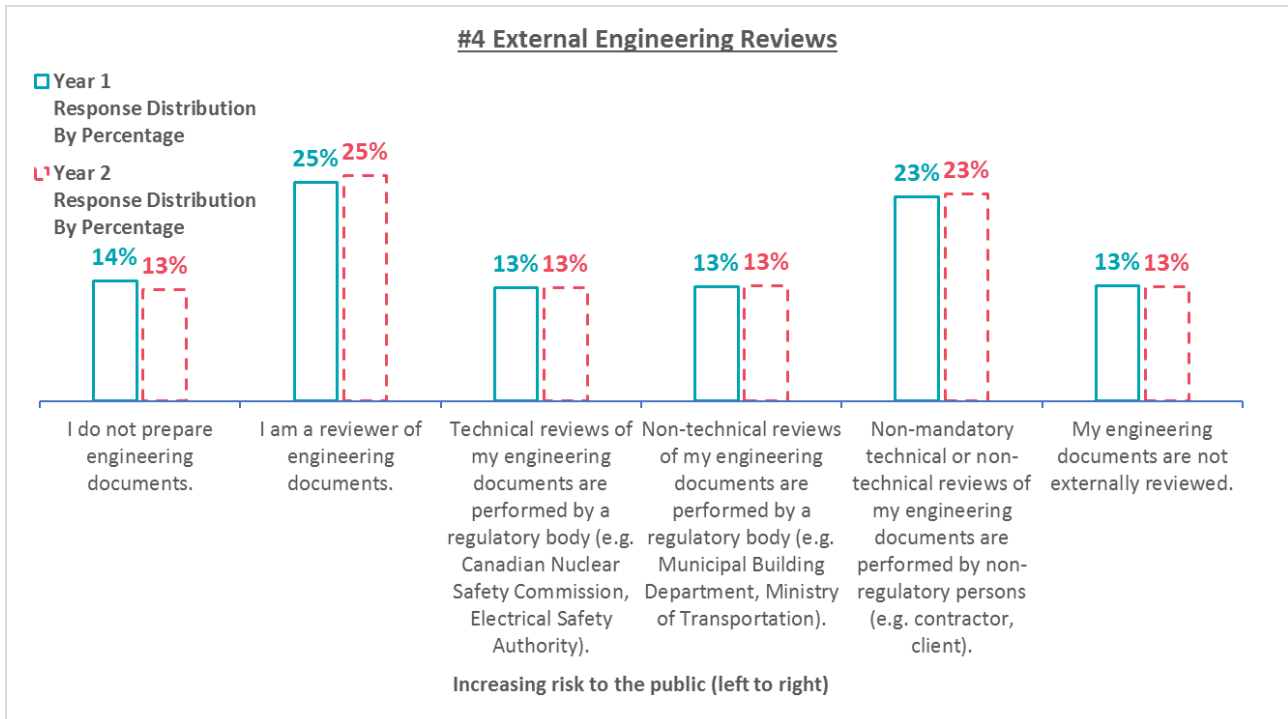 #4 External Engineering Reviews
Year 1
Response Distribution
By Percentage
Year 2
Response Distribution
By Percentage
14%
13%
25%
25%
13%
13%
13%
13%
23%
23%
13%
13%
I do not prepare
engineering
documents.
I am a reviewer of
engineering
documents.
Technical reviews of
my engineering
documents are
performed by a
regulatory body (e.g.
Canadian Nuclear
Safety Commission,
Electrical Safety
Authority).
Non-technical reviews
of my engineering
documents are
performed by a
regulatory body (e.g.
Municipal Building
Department, Ministry
of Transportation).
Non-mandatory
technical or non-
technical reviews of
my engineering
documents are
performed by non-
regulatory persons
(e.g. contractor,
client).
My engineering
documents are not
externally reviewed.
Increasing risk to the public (left to right)